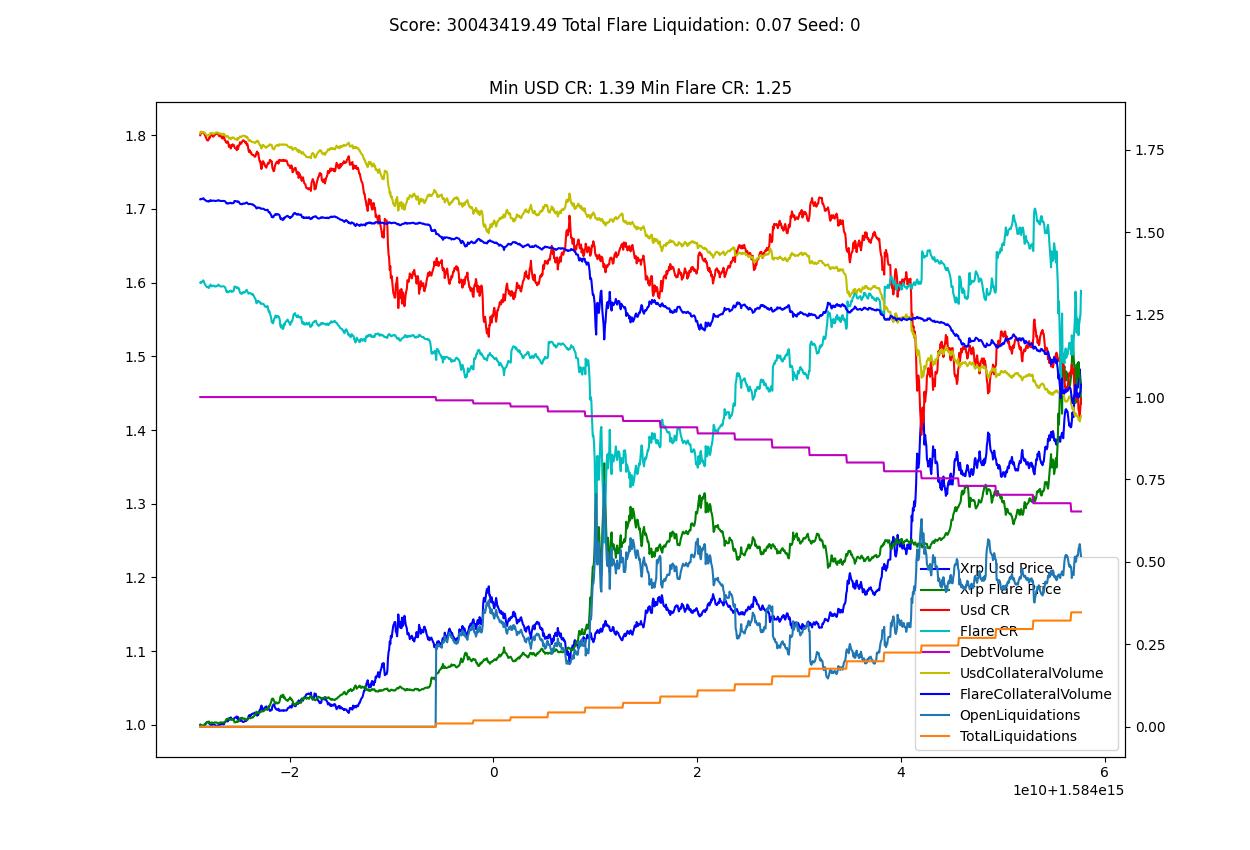 Score: 30043419.49 Total Flare Liquidation: 0.07 Seed: 0
Min USD CR: 1.39 Min Flare CR: 1.25
1.8
1.7
1.6
1.5
1.4
1.3
1.2
1.1
1.0
1.75
1.50
1.25
1.00
0.75
0.50
0.25
0.00
Xrp Usd Price
Xrp Flare Price
Usd CR
Flare CR
DebtVolume
UsdCollateralVolume
FlareCollateralVolume
OpenLiquidations
TotalLiquidations
−2 0 2 4 6
1e10+1.584e15